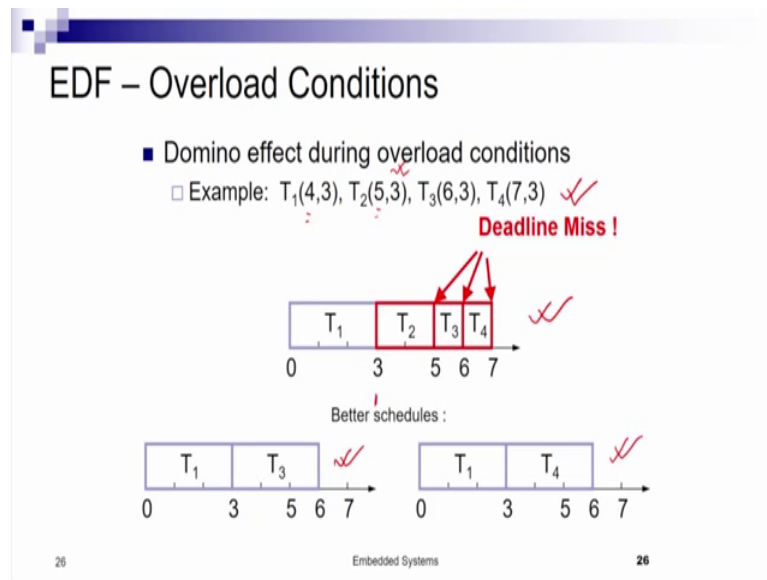 EDF – Overload Conditions
Domino effect during overload conditions
Example: T₁(4,3), T₂(5,3), T₃(6,3), T₄(7,3)
Deadline Miss !
T₁ T₂ T₃ T₄
0 3 5 6 7
Better schedules :
T₁ T₃
0 3 5 6 7
T₁ T₄
0 3 5 6 7
26 Embedded Systems 26